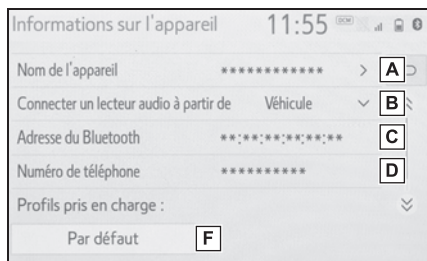 Informations sur l'appareil 11:55 DCM
Nom de l'appareil ************ > A
Connecter un lecteur audio à partir de Véhicule B
Adresse du Bluetooth **:**:**:**:**:** C
Numéro de téléphone ********** D
Profils pris en charge :
Par défaut F